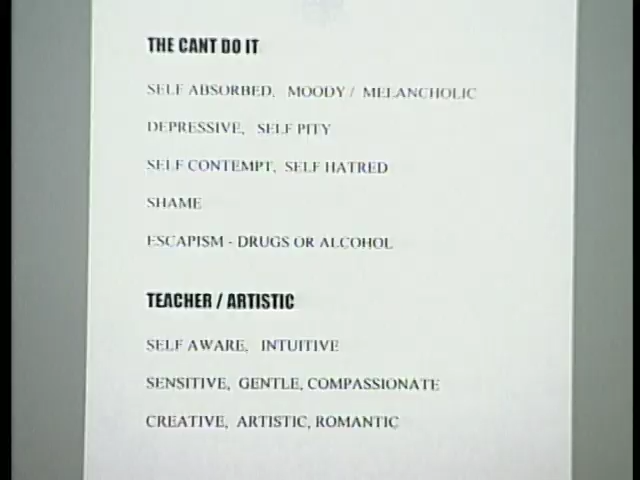 THE CANT DO IT
SELF ABSORBED, MOODY / MELANCHOLIC
DEPRESSIVE, SELF PITY
SELF CONTEMPT, SELF HATRED
SHAME
ESCAPISM - DRUGS OR ALCOHOL
TEACHER / ARTISTIC
SELF AWARE, INTUITIVE
SENSITIVE, GENTLE, COMPASSIONATE
CREATIVE, ARTISTIC, ROMANTIC